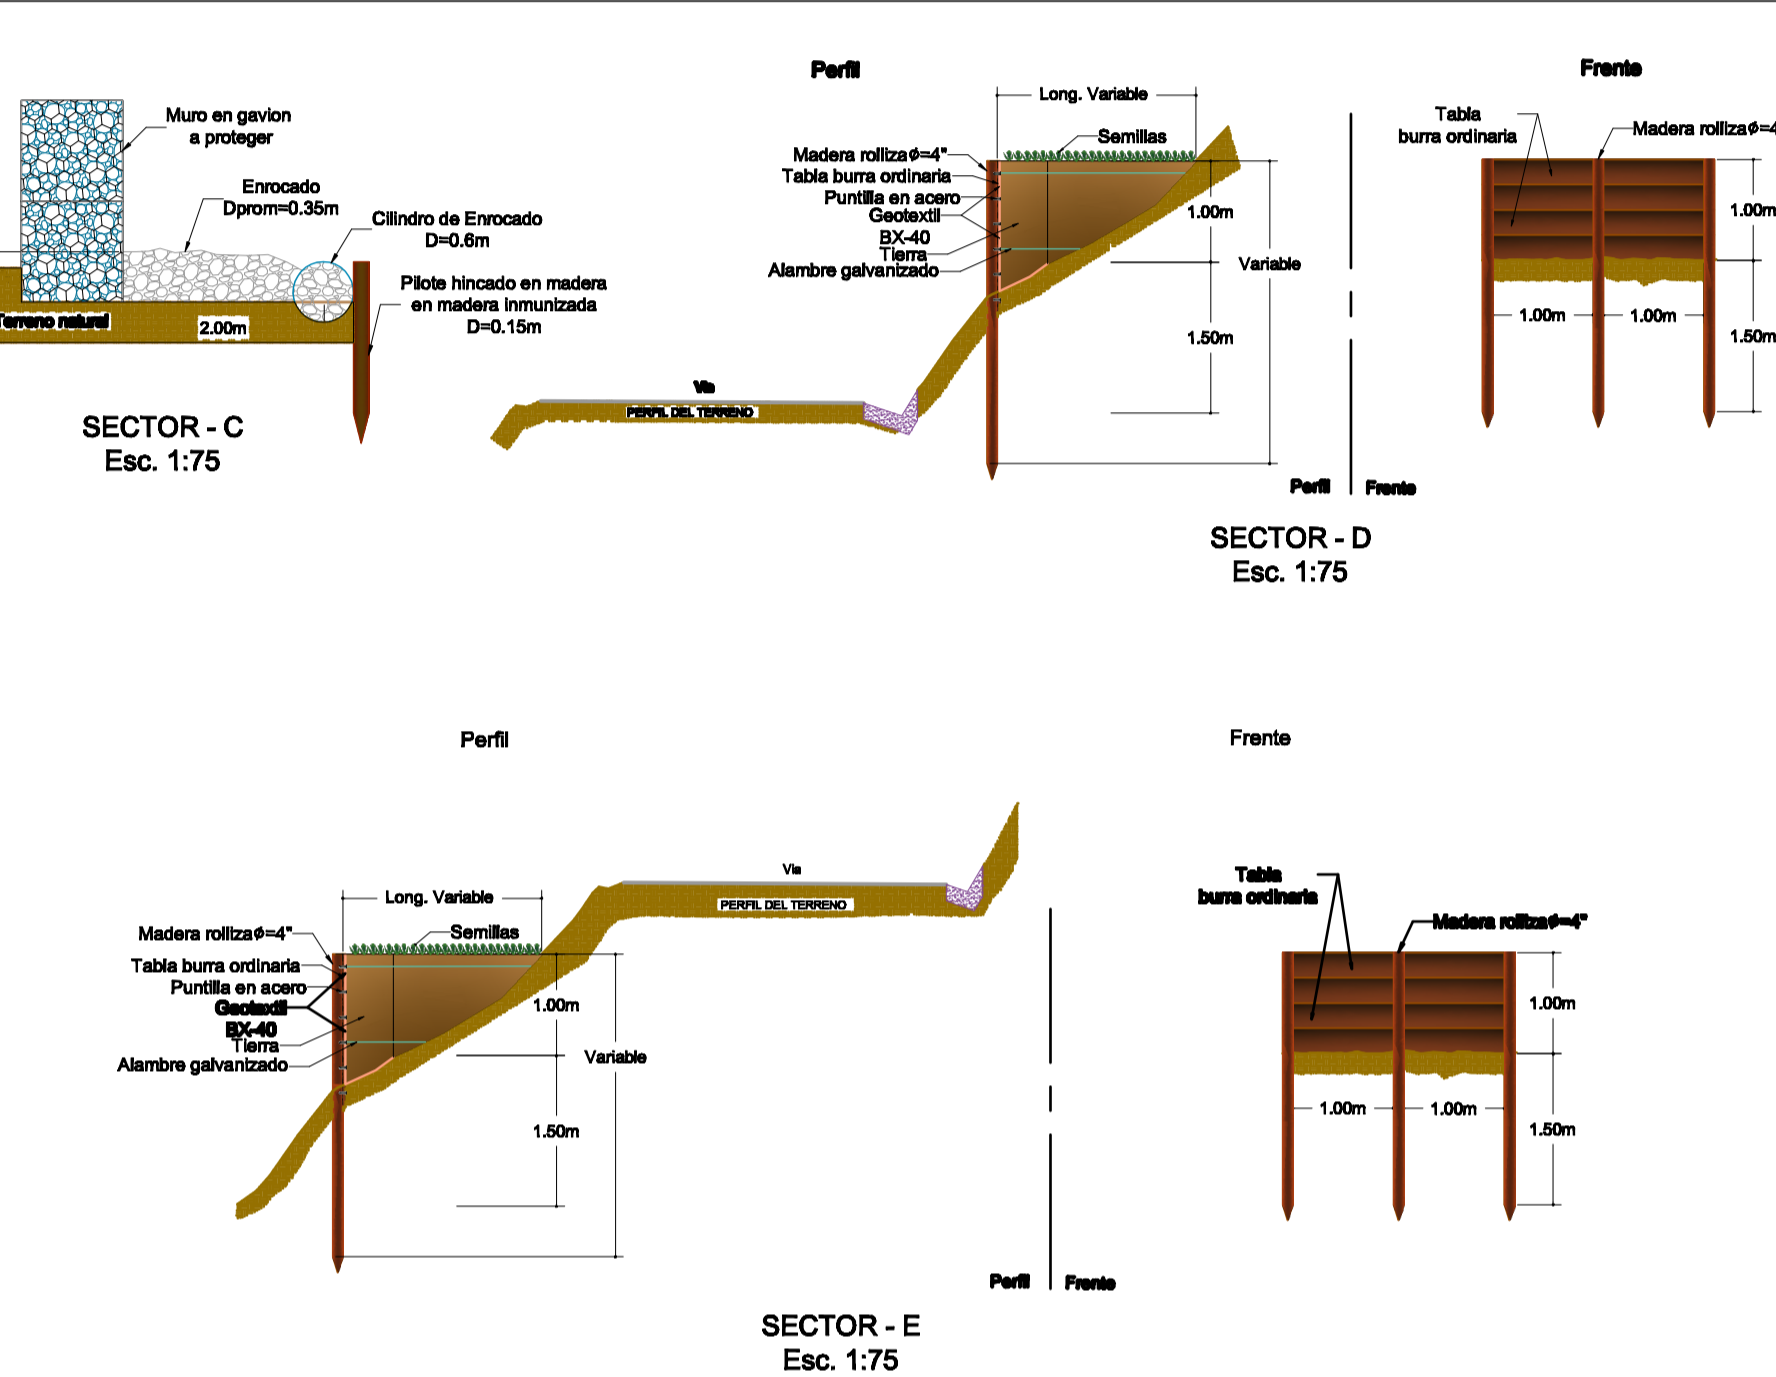 Muro en gavion
a proteger
Enrocado
Dprom=0.35m
Cilindro de Enrocado
D=0.6m
Pilote hincado en madera
en madera inmunizada
D=0.15m
Terreno natural
2.00m
SECTOR - C
Esc. 1:75
Perfil
Long. Variable
Semillas
Madera rolliza ϕ=4"
Tabla burra ordinaria
Puntilla en acero
Geotextil
BX-40
Tierra
Alambre galvanizado
1.00m
Variable
1.50m
Via
PERFIL DEL TERRENO
Frente
Tabla
burra ordinaria
Madera rolliza ϕ=4
1.00m
1.00m
1.00m
1.50m
Perfil
Frente
SECTOR - D
Esc. 1:75
Perfil
Long. Variable
Semillas
Madera rolliza ϕ=4"
Tabla burra ordinaria
Puntilla en acero
Geotextil
BX-40
Tierra
Alambre galvanizado
1.00m
Variable
1.50m
Via
PERFIL DEL TERRENO
Frente
Tabla
burra ordinaria
Madera rolliza ϕ=4"
1.00m
1.00m
1.00m
1.50m
Perfil
Frente
SECTOR - E
Esc. 1:75